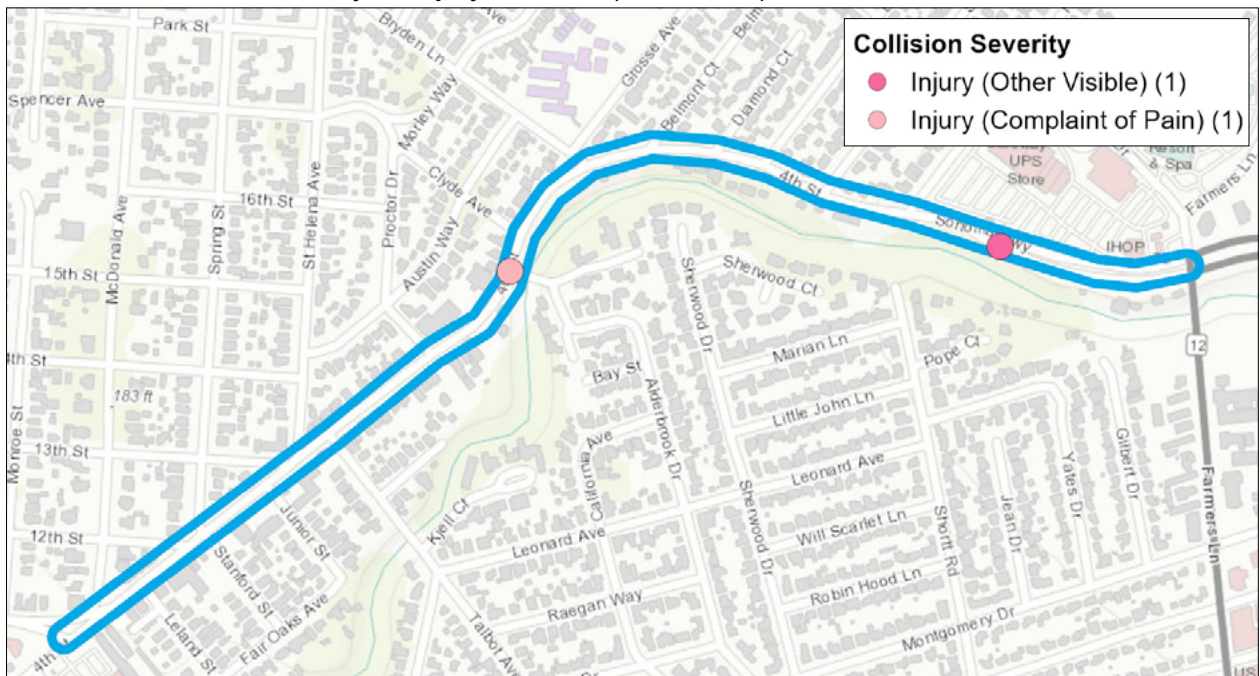 Park St
Bryden Ln
Grosse Ave
Belmont Ct
Diamond Ct
Collision Severity
Injury (Other Visible) (1)
Injury (Complaint of Pain) (1)
Spencer Ave
Morley Way
UPS
Store
& Spa
Farmers Ln
McDonald Ave
Spring St
St Helena Ave
16th St
Proctor Dr
Clyde Ave
Austin Way
4th St
15th St
IHOP
Sherwood Dr
Sherwood Ct
Marian Ln
Pope Ct
12
183 ft
Monroe St
Bay St
Alderbrook Dr
Little John Ln
13th St
California Ave
Leonard Ave
Yates Dr
Gilbert Dr
Farmers Ln
12th St
Junior St
Stanford St
Kjell Ct
Leonard Ave
Sherwood Dr
Will Scarlet Ln
Shortt Rd
Jean Dr
Robin Hood Ln
Raegan Way
Montgomery Dr
Leland St
Fair Oaks Ave
Talbot Ave
4th
US